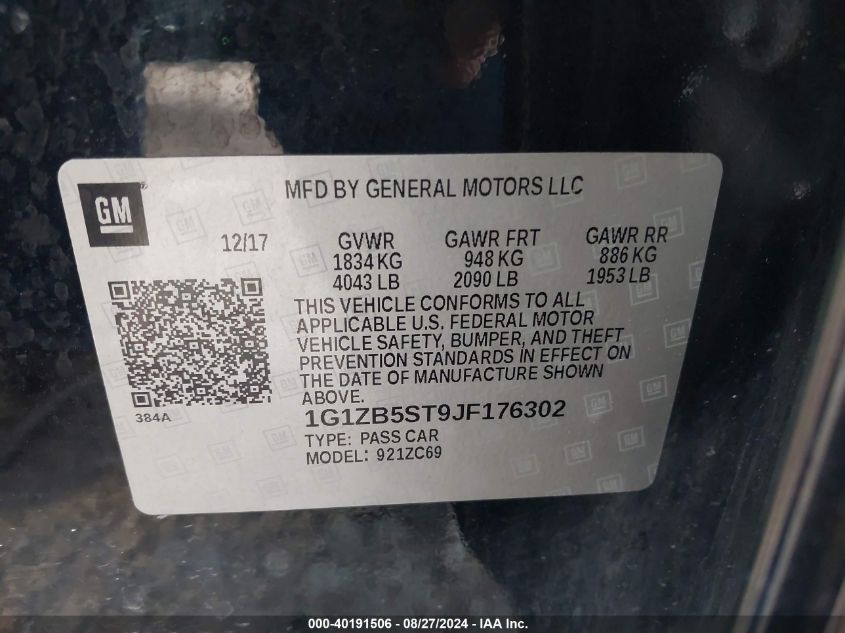 GM
MFD BY GENERAL MOTORS LLC
12/17 GVWR GAWR FRT GAWR RR
1834 KG 948 KG 886 KG
4043 LB 2090 LB 1953 LB
THIS VEHICLE CONFORMS TO ALL
APPLICABLE U.S. FEDERAL MOTOR
VEHICLE SAFETY, BUMPER, AND THEFT
PREVENTION STANDARDS IN EFFECT ON
THE DATE OF MANUFACTURE SHOWN
ABOVE.
384A
1G1ZB5ST9JF176302
TYPE: PASS CAR
MODEL: 921ZC69
000-40191506 - 08/27/2024 - IAA Inc.